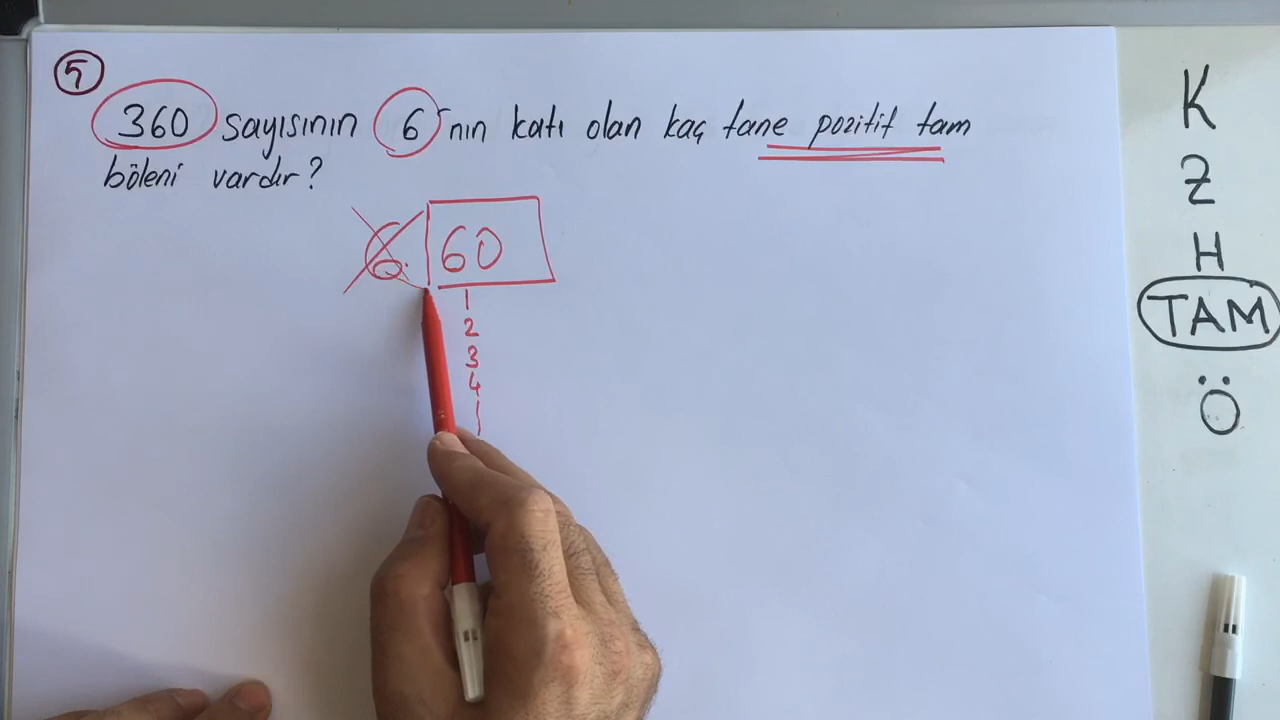 5
360 sayısının 6'nın katı olan kaç tane pozitif tam
böleni vardır?
6. 60
1
2
3
4
K
Z
H
TAM
Ö